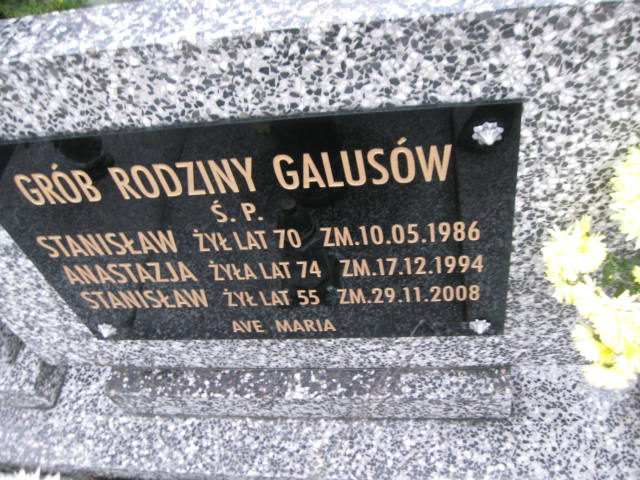 GRÓB RODZINY GALUSÓW
Ś. P.
STANISŁAW ŻYŁ LAT 70 ZM.10.05.1986
ANASTAZJA ŻYŁA LAT 74 ZM.17.12.1994
STANISŁAW ŻYŁ LAT 55 ZM.29.11.2008
AVE MARIA